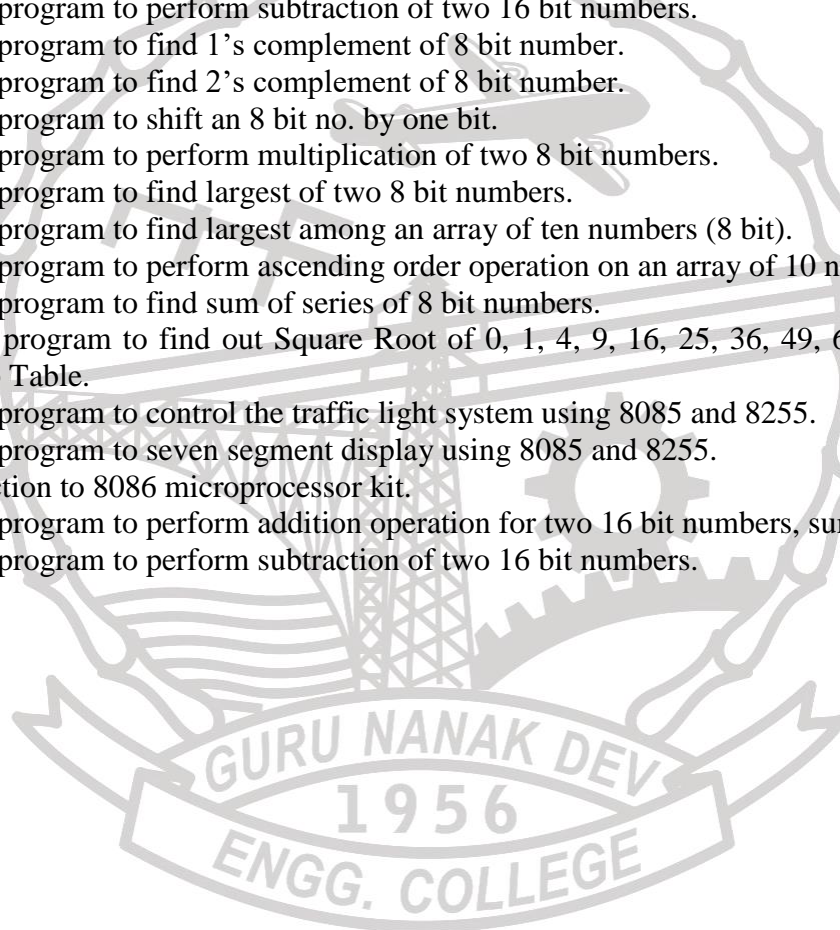 program to perform subtraction of two 16 bit numbers.
program to find 1's complement of 8 bit number.
program to find 2's complement of 8 bit number.
program to shift an 8 bit no. by one bit.
program to perform multiplication of two 8 bit numbers.
program to find largest of two 8 bit numbers.
program to find largest among an array of ten numbers (8 bit).
program to perform ascending order operation on an array of 10 n
program to find sum of series of 8 bit numbers.
program to find out Square Root of 0, 1, 4, 9, 16, 25, 36, 49, 6
Table.
program to control the traffic light system using 8085 and 8255.
program to seven segment display using 8085 and 8255.
ction to 8086 microprocessor kit.
program to perform addition operation for two 16 bit numbers, su
program to perform subtraction of two 16 bit numbers.
GURU NANAK DEV
1956
ENGG. COLLEGE